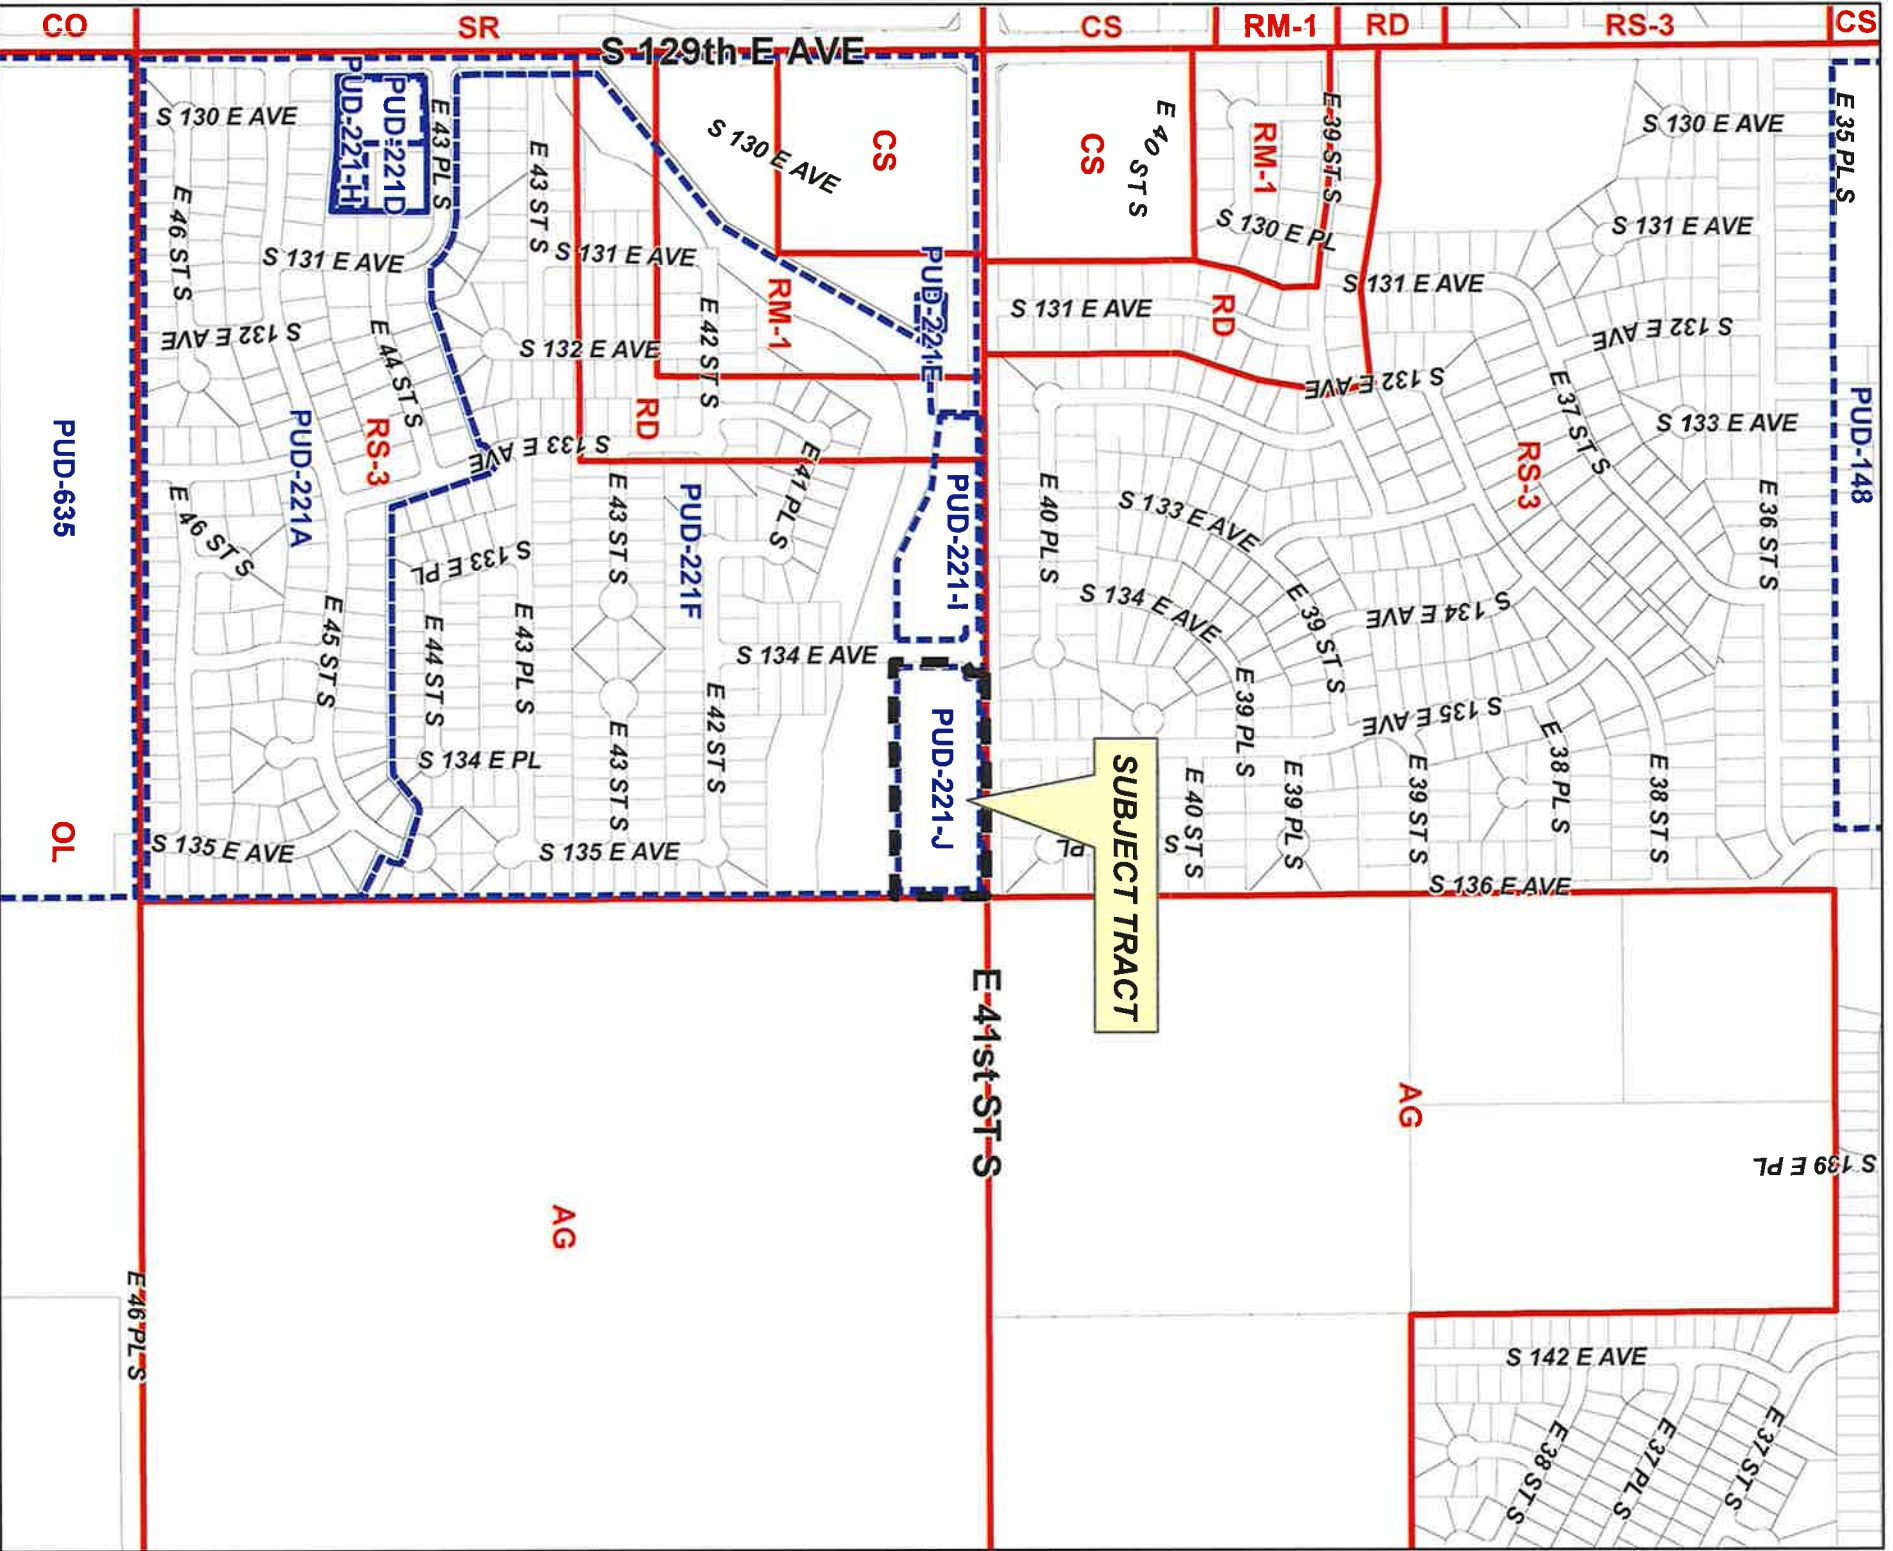 CO
SR
CS
RM-1
RD
RS-3
CS
S 129th E AVE
S 130 E AVE
PUD-221-H
PUD-221D
E 43 PL S
E 43 ST S
S 130 E AVE
CS
CS
E 40 ST S
RM-1
E 39 ST S
S 130 E PL
S 130 E AVE
E 35 PL S
E 46 ST S
S 131 E AVE
S 131 E AVE
PUD-221E
S 131 E AVE
S 131 E AVE
S 131 E AVE
S 132 E AVE
E 44 ST S
S 132 E AVE
E 42 ST S
RM-1
RD
S 132 E AVE
S 132 E AVE
E 37 ST S
PUD-148
PUD-635
PUD-221A
RS-3
S 133 E AVE
RD
E 41 PL S
S 133 E AVE
RS-3
S 133 E AVE
E 46 ST S
E 43 ST S
PUD-221F
PUD-221-I
E 40 PL S
E 36 ST S
S 133 E PL
E 45 ST S
E 44 ST S
E 43 PL S
S 134 E AVE
S 134 E AVE
E 39 ST S
S 134 E AVE
E 42 ST S
PUD-221-J
E 39 PL S
S 135 E AVE
S 134 E PL
E 43 ST S
SUBJECT TRACT
E 40 ST S
E 39 PL S
E 39 ST S
E 38 PL S
E 38 ST S
OL
S 135 E AVE
S 135 E AVE
PL
S
S 136 E AVE
E 41st ST S
AG
S 139 E PL
AG
E 46 PL S
S 142 E AVE
E 38 ST S
E 37 PL S
E 37 ST S